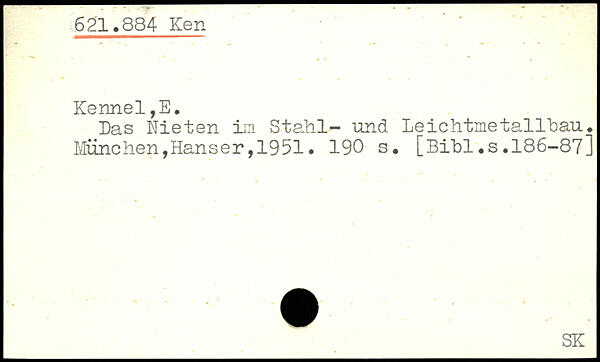 621.884 Ken
Kennel,E.
Das Nieten im Stahl- und Leichtmetallbau.
München,Hanser,1951. 190 s. [Bibl.s.186-87]
SK